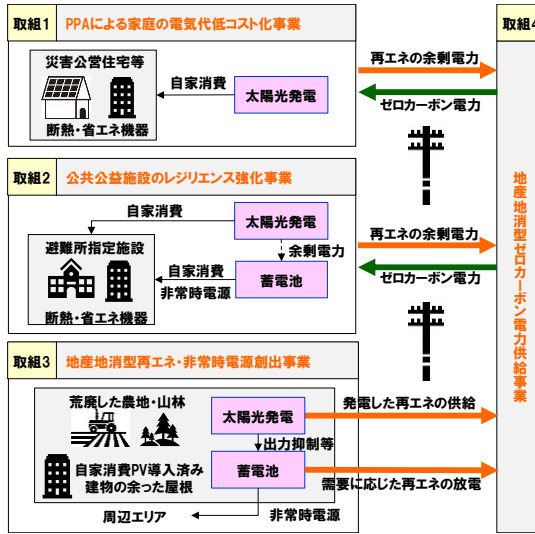 取組1
PPAによる家庭の電気代低コスト化事業
災害公営住宅等
断熱・省エネ機器
自家消費
太陽光発電
再エネの余剰電力
ゼロカーボン電力
取組2
公共公益施設のレジリエンス強化事業
自家消費
太陽光発電
余剰電力
避難所指定施設
断熱・省エネ機器
自家消費
非常時電源
蓄電池
再エネの余剰電力
ゼロカーボン電力
取組3
地産地消型再エネ・非常時電源創出事業
荒廃した農地・山林
太陽光発電
出力抑制等
自家消費PV導入済み
建物の余った屋根
蓄電池
発電した再エネの供給
需要に応じた再エネの放電
周辺エリア
非常時電源
取組4
地産地消型ゼロカーボン電力供給事業